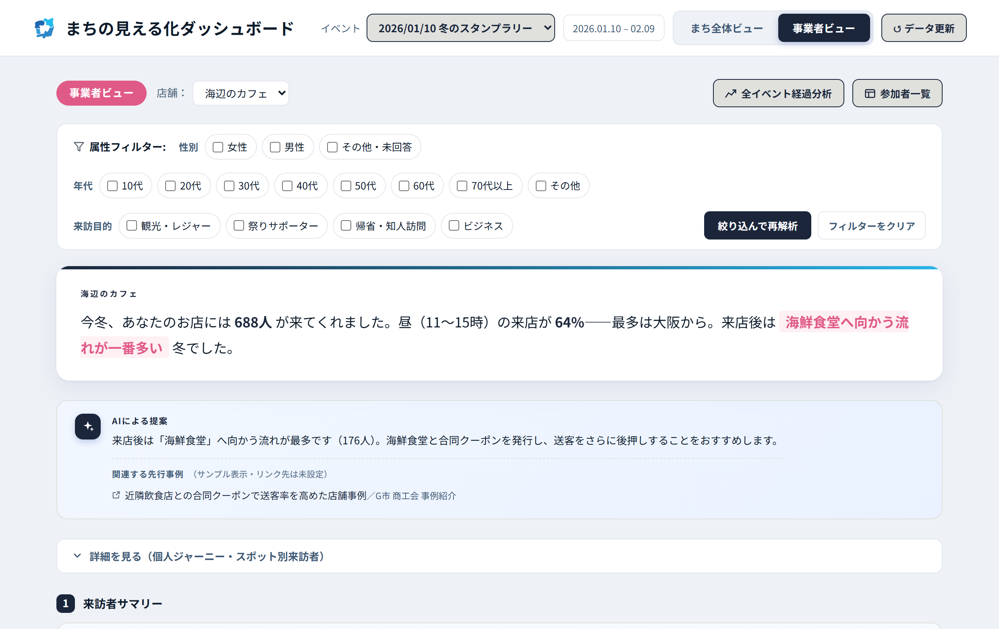 まちの見える化ダッシュボード
イベント 2026/01/10 冬のスタンプラリー 2026.01.10 – 02.09 まち全体ビュー 事業者ビュー ↺ データ更新
事業者ビュー 店舗： 海辺のカフェ 全イベント経過分析 参加者一覧
属性フィルター: 性別 女性 男性 その他・未回答
年代 10代 20代 30代 40代 50代 60代 70代以上 その他
来訪目的 観光・レジャー 祭りサポーター 帰省・知人訪問 ビジネス 絞り込んで再解析 フィルターをクリア
海辺のカフェ
今冬、あなたのお店には 688人 が来てくれました。昼（11〜15時）の来店が 64%——最多は大阪から。来店後は 海鮮食堂へ向かう流
れが一番多い 冬でした。
AIによる提案
来店後は「海鮮食堂」へ向かう流れが最多です（176人）。海鮮食堂と合同クーポンを発行し、送客をさらに後押しすることをおすすめします。
関連する先行事例 （サンプル表示・リンク先は未設定）
近隣飲食店との合同クーポンで送客率を高めた店舗事例／G市 商工会 事例紹介
詳細を見る（個人ジャーニー・スポット別来訪者）
1 来訪者サマリー